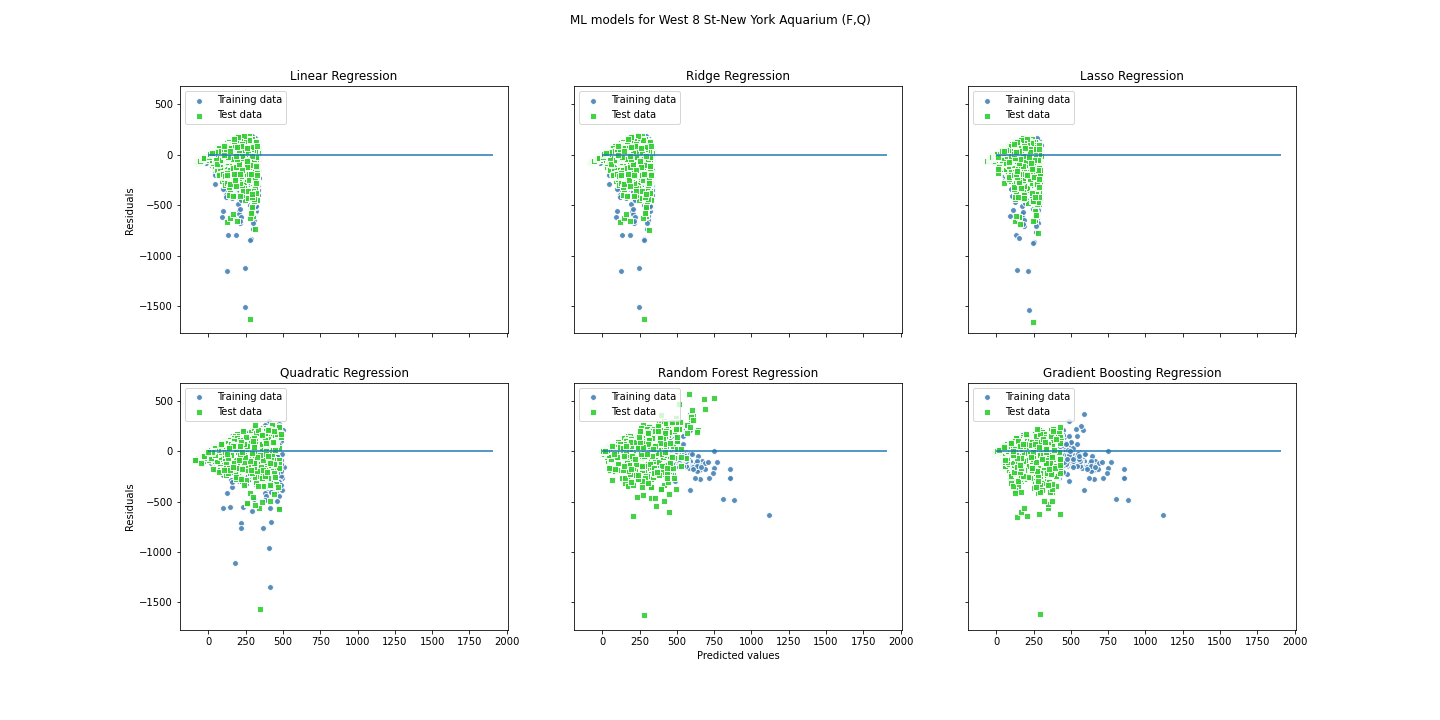 ML models for West 8 St-New York Aquarium (F,Q)
Linear Regression
Training data
Test data
500
0
−500
−1000
−1500
Residuals
Ridge Regression
Training data
Test data
Lasso Regression
Training data
Test data
Quadratic Regression
Training data
Test data
500
0
−500
−1000
−1500
Residuals
0 250 500 750 1000 1250 1500 1750 2000
Random Forest Regression
Training data
Test data
0 250 500 750 1000 1250 1500 1750 2000
Predicted values
Gradient Boosting Regression
Training data
Test data
0 250 500 750 1000 1250 1500 1750 2000